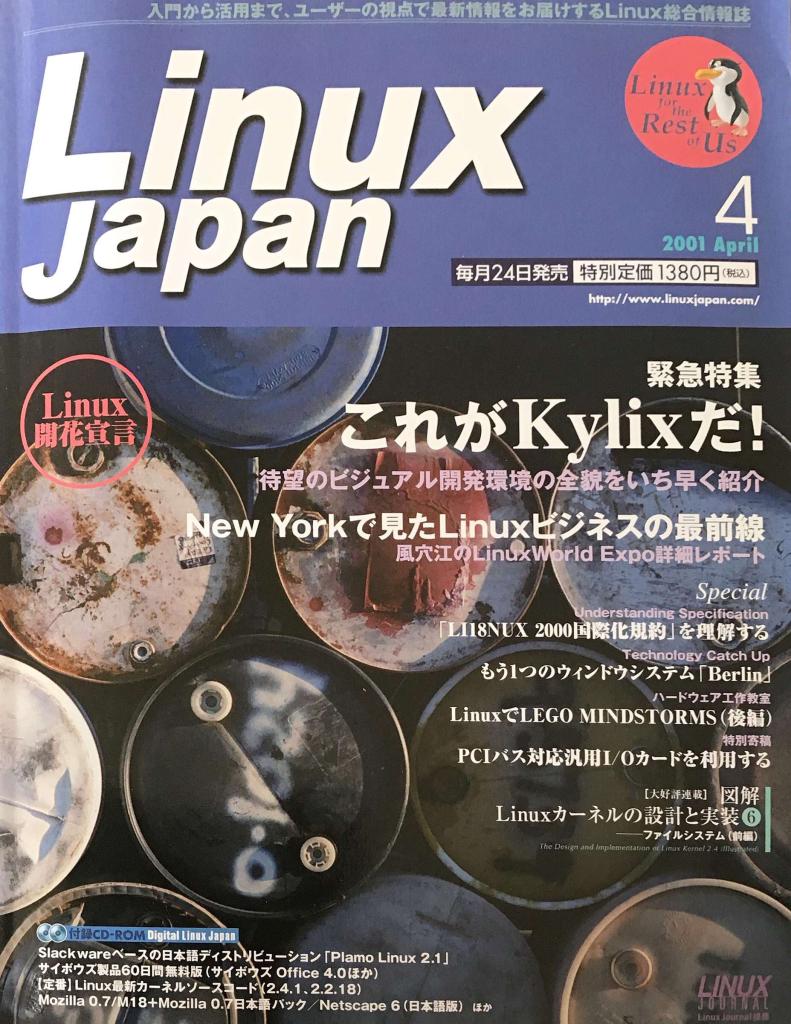 入門から活用まで、ユーザーの視点で最新情報をお届けするLinux総合情報誌
Linux
Japan
Linux
for the
Rest
of Us
4
2001 April
毎月24日発売 特別定価1380円(税込)
http://www.linuxjapan.com/
Linux
開花宣言
緊急特集
これがKylixだ!
待望のビジュアル開発環境の全貌をいち早く紹介
New Yorkで見たLinuxビジネスの最前線
風穴江のLinuxWorld Expo詳細レポート
Special
Understanding Specification
「LI18NUX 2000国際化規約」を理解する
Technology Catch Up
もう1つのウィンドウシステム「Berlin」
ハードウェア工作教室
LinuxでLEGO MINDSTORMS(後編)
特別寄稿
PCIバス対応汎用I/Oカードを利用する
[大好評連載] 図解
Linuxカーネルの設計と実装6
――ファイルシステム(前編)
The Design and Implementation of Linux Kernel 2.4 (Illustrated)
付録CD-ROM Digital Linux Japan
Slackwareベースの日本語ディストリビューション「Plamo Linux 2.1」
サイボウズ製品60日間無料版(サイボウズ Office 4.0ほか)
【定番】Linux最新カーネルソースコード(2.4.1、2.2.18)
Mozilla 0.7/M18+Mozilla 0.7日本語パック/Netscape 6(日本語版) ほか
LINUX
JOURNAL
Linux Journal提携